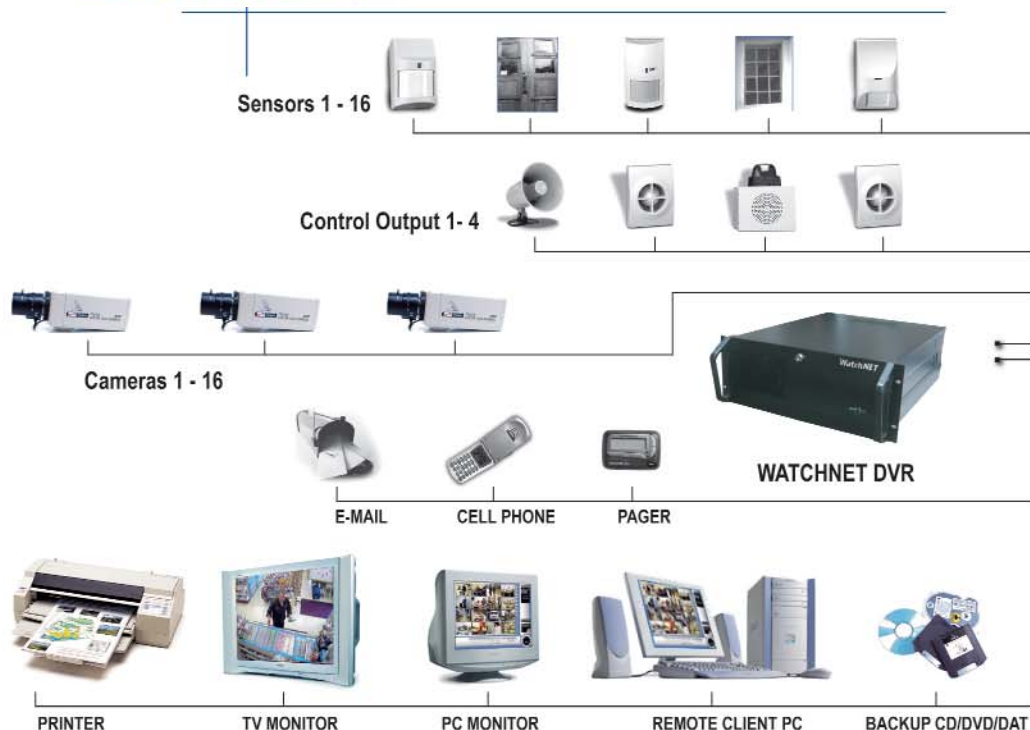 Sensors 1 - 16
Control Output 1- 4
Cameras 1 - 16
WatchNET
WATCHNET DVR
E-MAIL
CELL PHONE
PAGER
PRINTER
TV MONITOR
PC MONITOR
REMOTE CLIENT PC
BACKUP CD/DVD/DAT